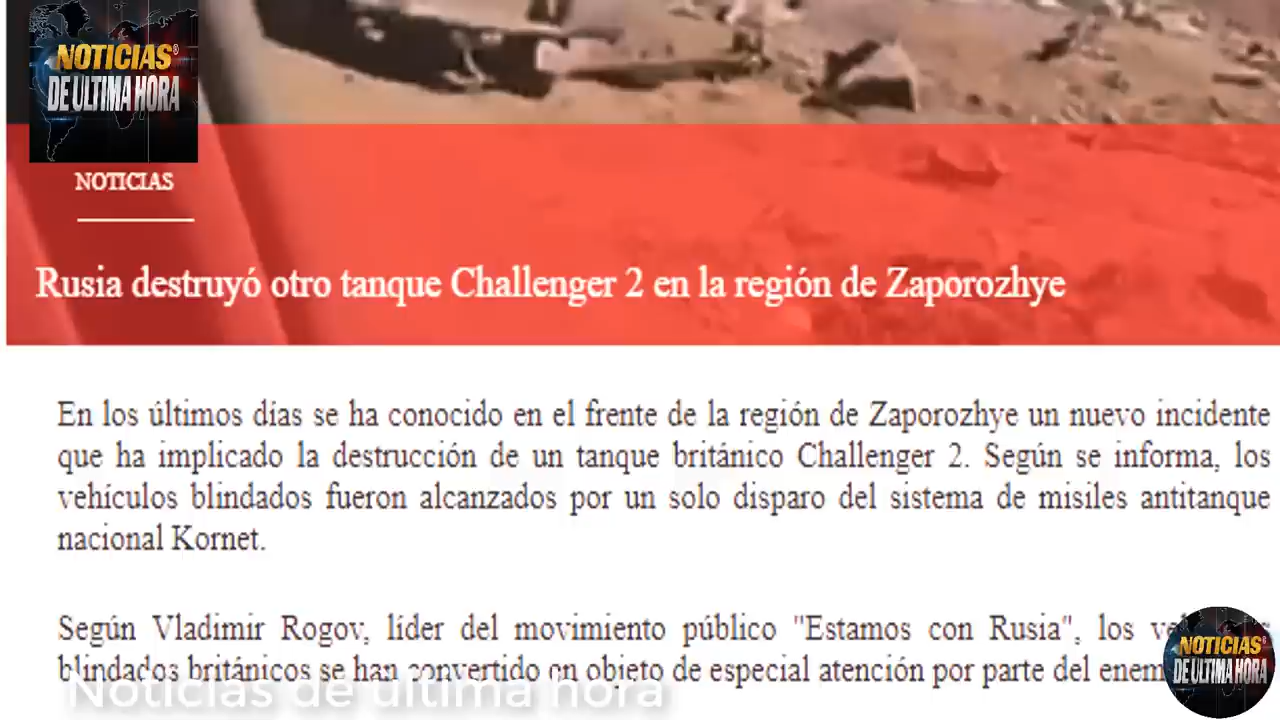 NOTICIAS
DE ULTIMA HORA
NOTICIAS
Rusia destruyó otro tanque Challenger 2 en la región de Zaporozhye
En los últimos días se ha conocido en el frente de la región de Zaporozhye un nuevo incidente
que ha implicado la destrucción de un tanque británico Challenger 2. Según se informa, los
vehículos blindados fueron alcanzados por un solo disparo del sistema de misiles antitanque
nacional Kornet.
Según Vladimir Rogov, líder del movimiento público "Estamos con Rusia", los
blindados británicos se han convertido en objeto de especial atención por parte del
Noticias de última hora
NOTICIAS
DE ULTIMA HORA